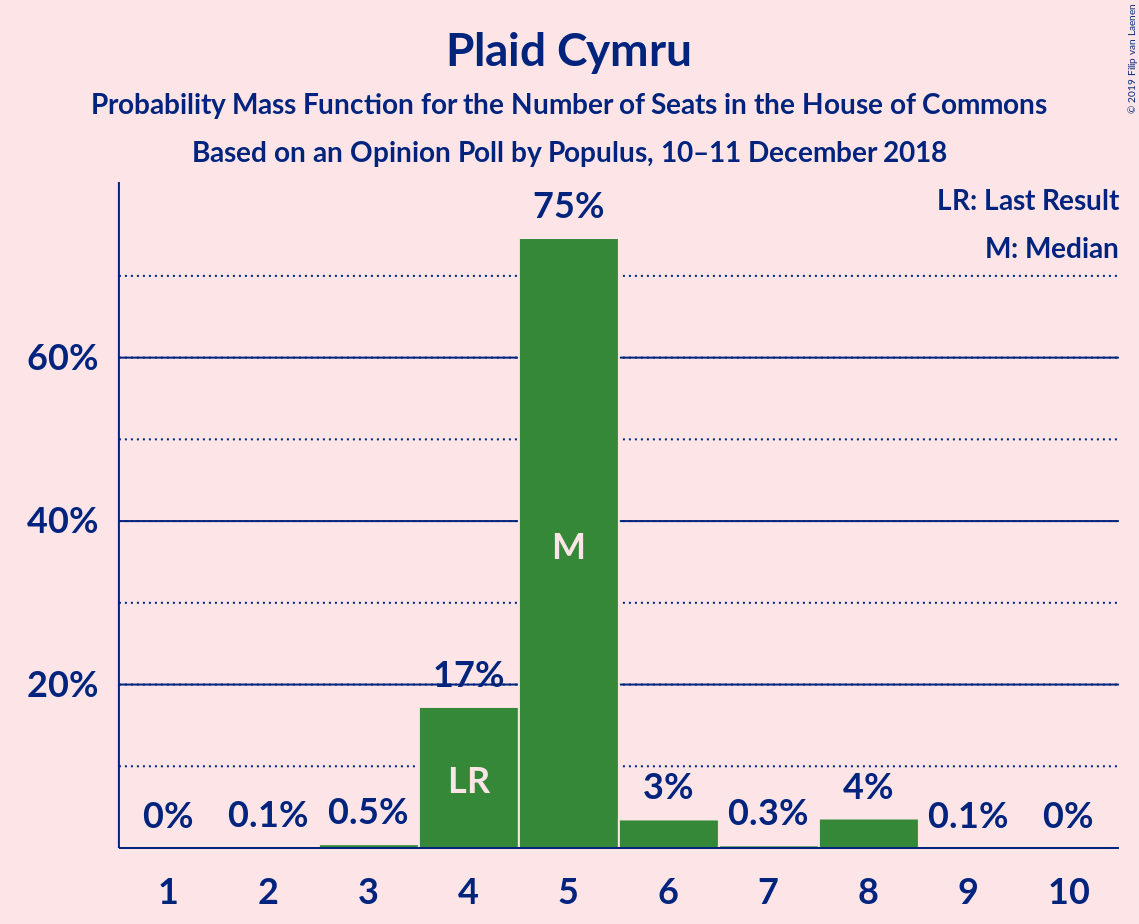 © 2019 Filip van Laenen
Plaid Cymru
Probability Mass Function for the Number of Seats in the House of Commons
Based on an Opinion Poll by Populus, 10–11 December 2018
LR: Last Result
M: Median
75%
60%
40%
M
17%
20%
LR
0%
0.1%
0.5%
3%
0.3%
4%
0.1%
0%
1 2 3 4 5 6 7 8 9 10